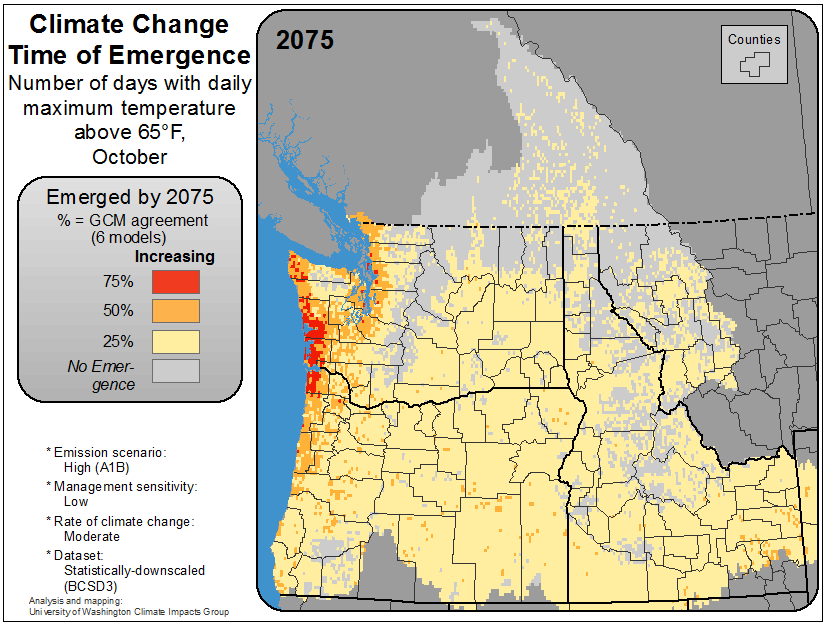 Climate Change
Time of Emergence
Number of days with daily
maximum temperature
above 65°F,
October
Emerged by 2075
% = GCM agreement
(6 models)
Increasing
75%
50%
25%
No Emer-
gence
* Emission scenario:
High (A1B)
* Management sensitivity:
Low
* Rate of climate change:
Moderate
* Dataset:
Statistically-downscaled
(BCSD3)
Analysis and mapping:
University of Washington Climate Impacts Group
2075
Counties